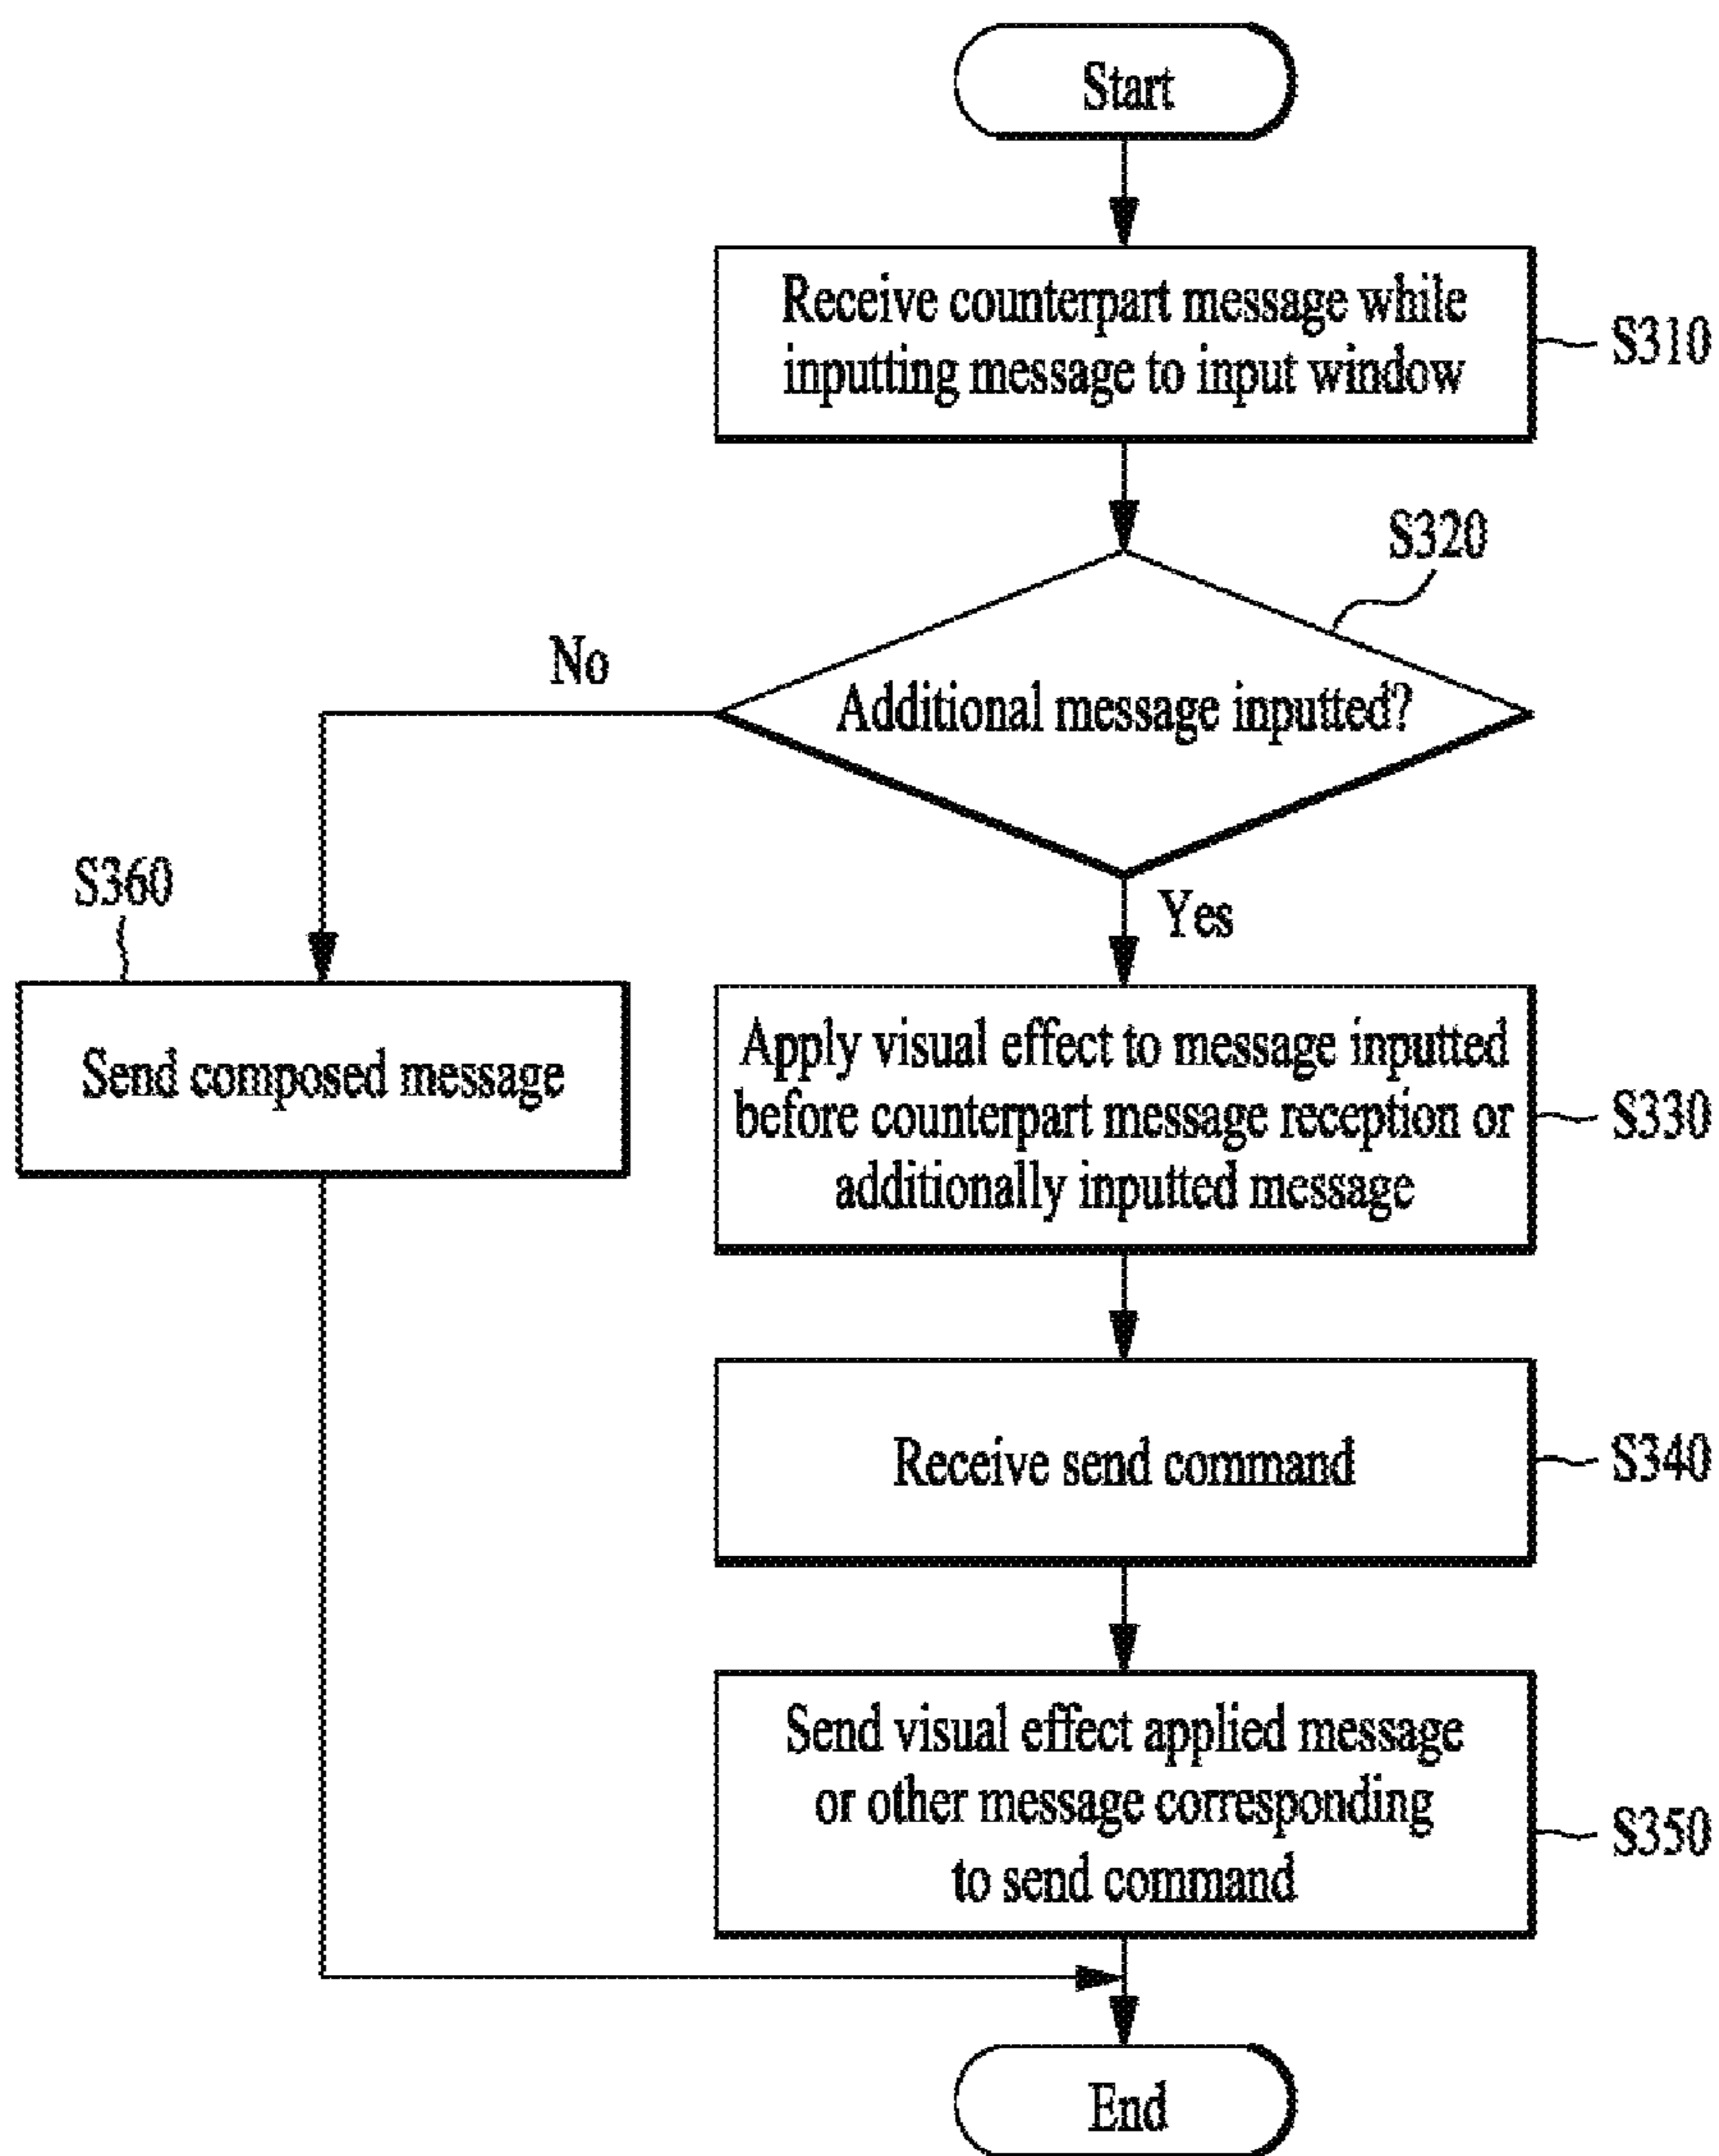 Start
Receive counterpart message while
inputting message to input window
S310
S320
Additional message inputted?
No
Yes
S360
Send composed message
Apply visual effect to message inputted
before counterpart message reception or
additionally inputted message
S330
Receive send command
S340
Send visual effect applied message
or other message corresponding
to send command
S350
End